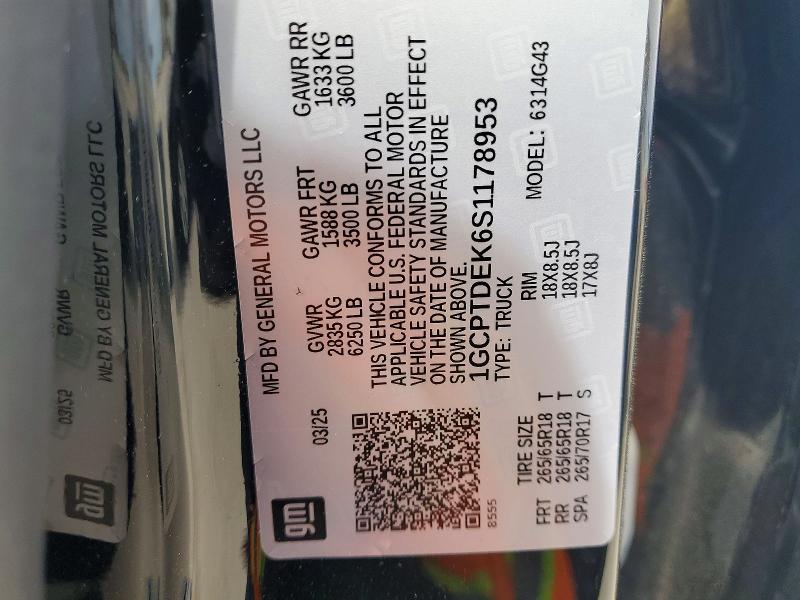 gm
MFD BY GENERAL MOTORS LLC
03/25
GVWR GAWR FRT GAWR RR
2835 KG 1588 KG 1633 KG
6250 LB 3500 LB 3600 LB
THIS VEHICLE CONFORMS TO ALL
APPLICABLE U.S. FEDERAL MOTOR
VEHICLE SAFETY STANDARDS IN EFFECT
ON THE DATE OF MANUFACTURE
SHOWN ABOVE.
1GCPTDEK6S1178953
TYPE: TRUCK
8555
MODEL: 6314G43
TIRE SIZE RIM
FRT 265/65R18 T 18X8.5J
RR 265/65R18 T 18X8.5J
SPA 265/70R17 S 17X8J